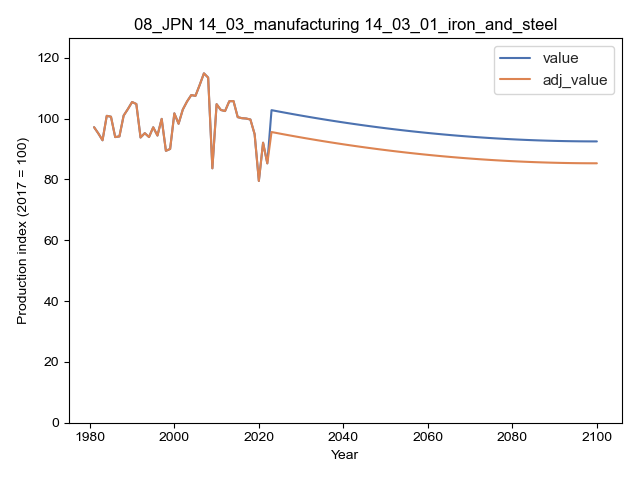 08_JPN 14_03_manufacturing 14_03_01_iron_and_steel
value
adj_value
Production index (2017 = 100)
120
100
80
60
40
20
0
1980 2000 2020 2040 2060 2080 2100
Year